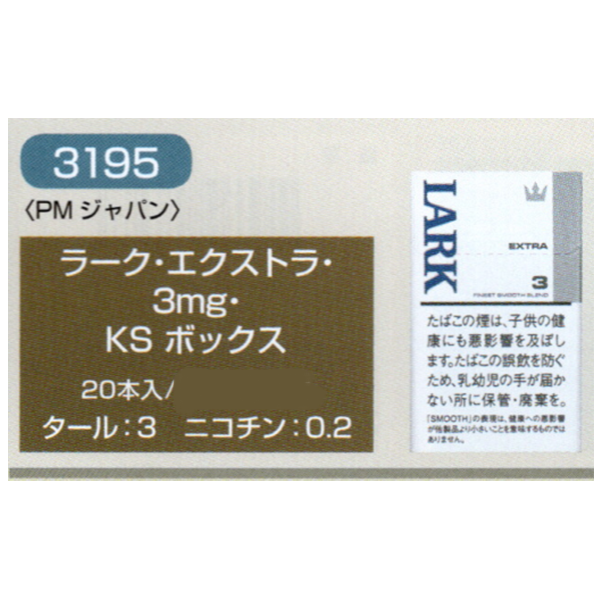 3195
〈PM ジャパン〉
ラーク・エクストラ・
3mg・
KS ボックス
20本入/
タール:3 ニコチン:0.2
LARK
EXTRA
3
FINEST SMOOTH BLEND
たばこの煙は、子供の健
康にも悪影響を及ぼし
ます。たばこの誤飲を防ぐ
ため、乳幼児の手が届か
ない所に保管・廃棄を。
「SMOOTH」の表現は、健康への悪影響
が他製品より小さいことを意味するものでは
ありません。